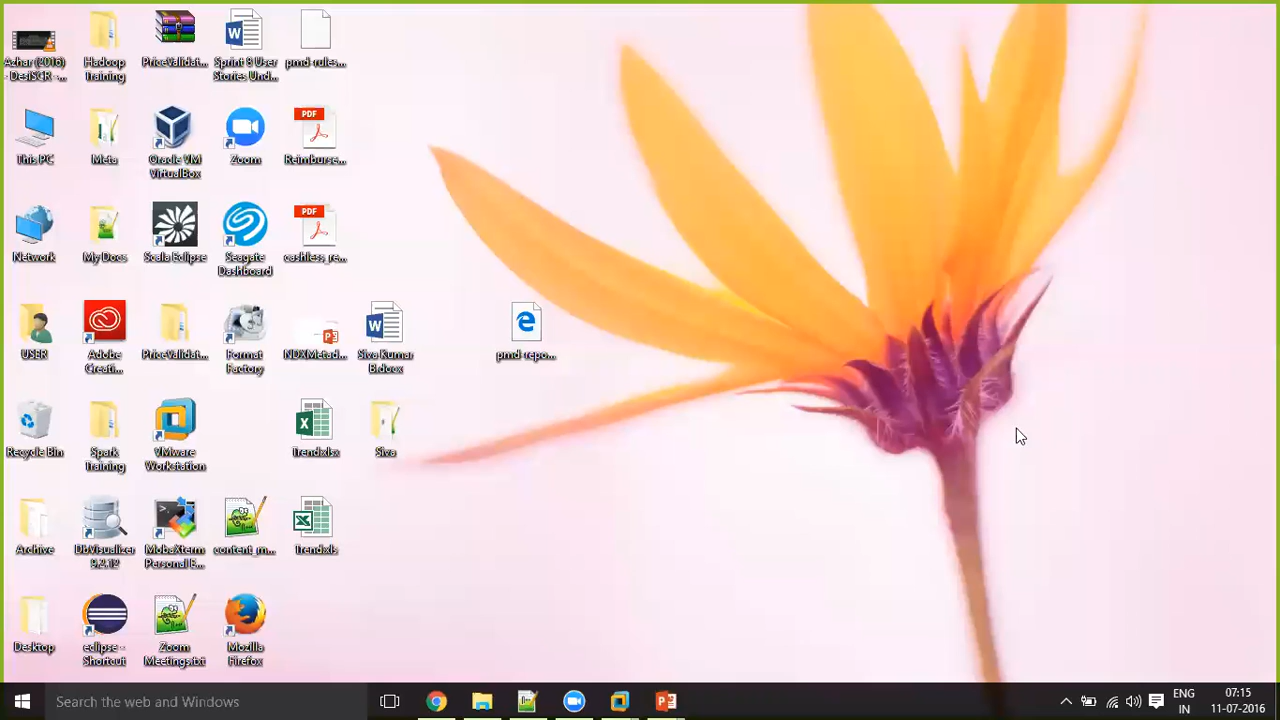 Azhar (2016)
- DesiSCR -...
Hadoop
Training
PriceValidat...
Sprint 8 User
Stories Und...
pmd-rules...
This PC
Meta
Oracle VM
VirtualBox
Zoom
PDF
Reimburse...
Network
My Docs
Scala Eclipse
Seagate
Dashboard
PDF
cashless_re...
USER
Adobe
Creati...
PriceValidat...
Format
Factory
NDXMetad...
Siva Kumar
B.docx
pmd-repo...
Recycle Bin
Spark
Training
VMware
Workstation
Trend.xlsx
Siva
Archive
DbVisualizer
9.2.12
MobaXterm
Personal E...
content_m...
Trend.xls
Desktop
eclipse -
Shortcut
Zoom
Meetings.txt
Mozilla
Firefox
Search the web and Windows
ENG
IN
07:15
11-07-2016